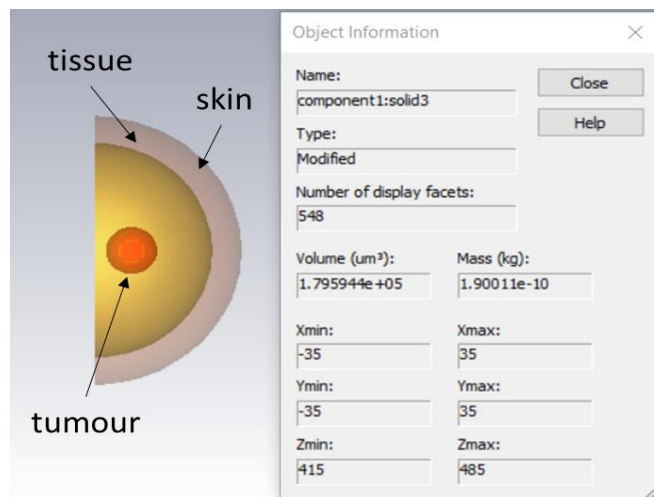 tissue
skin
tumour
Object Information
Name:
component1:solid3
Close
Help
Type:
Modified
Number of display facets:
548
Volume (um³): Mass (kg):
1.795944e+05 1.90011e-10
Xmin: Xmax:
-35 35
Ymin: Ymax:
-35 35
Zmin: Zmax:
415 485